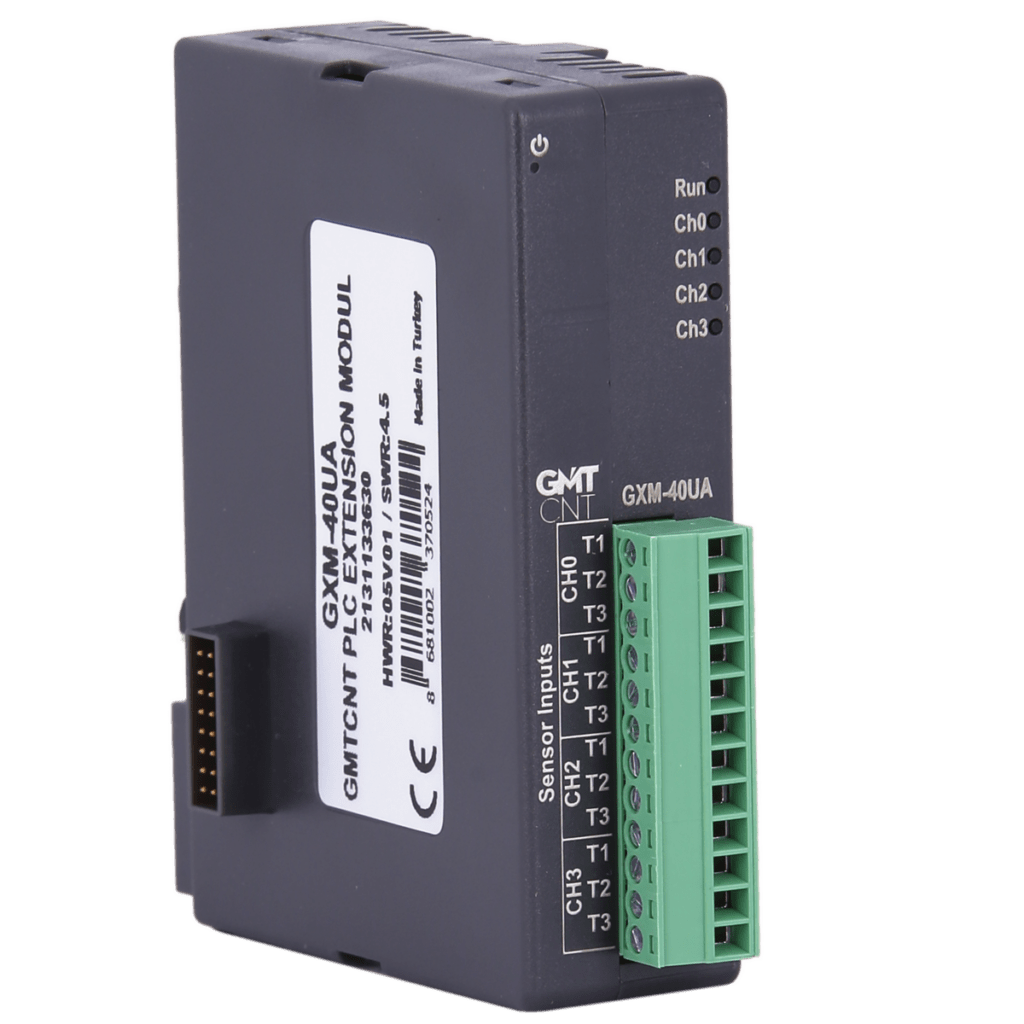 GXM-40UA
GMTCNT PLC EXTENSION MODUL
2131133630
HWR:05V01 / SWR:4.5
8 681002 370524
Made In Turkey
CE
Run
Ch0
Ch1
Ch2
Ch3
GMT
CNT
GXM-40UA
Sensor Inputs
CH0
T1
T2
T3
CH1
T1
T2
T3
CH2
T1
T2
T3
CH3
T1
T2
T3